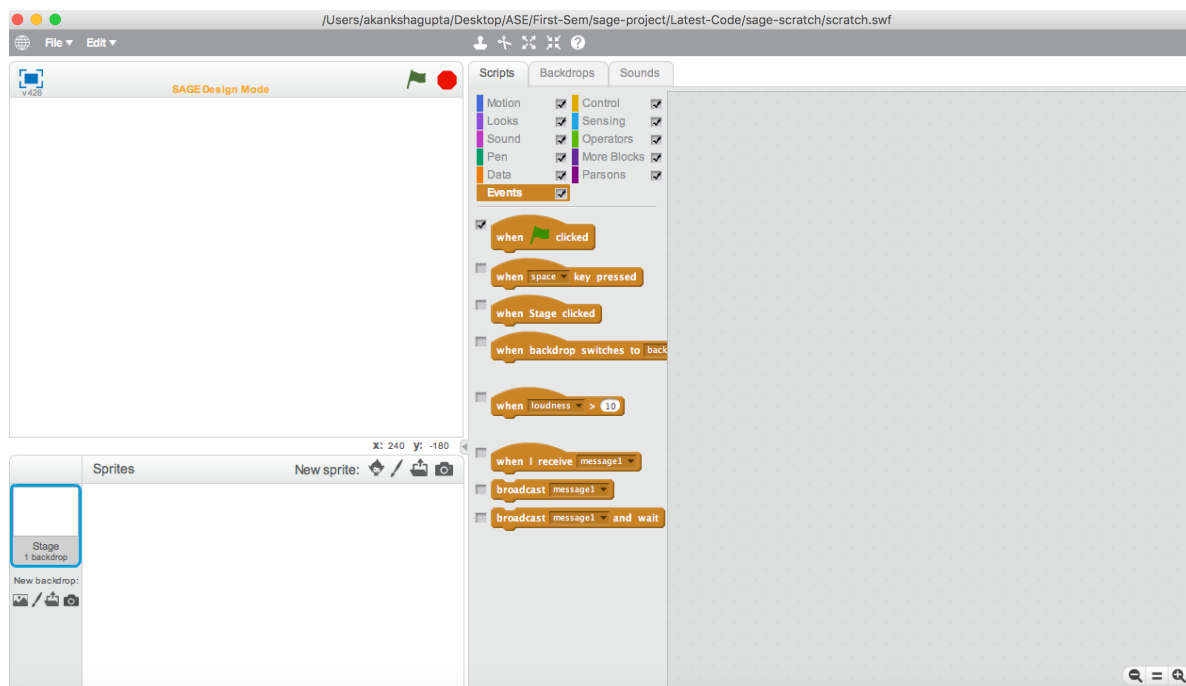 /Users/akankshagupta/Desktop/ASE/First-Sem/sage-project/Latest-Code/sage-scratch/scratch.swf
File ▾ Edit ▾
v426
SAGE Design Mode
X: 240 y: -180
Sprites
New sprite:
Stage
1 backdrop
New backdrop:
Scripts Backdrops Sounds
Motion Control
Looks Sensing
Sound Operators
Pen More Blocks
Data Parsons
Events
when clicked
when space ▾ key pressed
when Stage clicked
when backdrop switches to back
when loudness ▾ > 10
when I receive message1 ▾
broadcast message1 ▾
broadcast message1 ▾ and wait